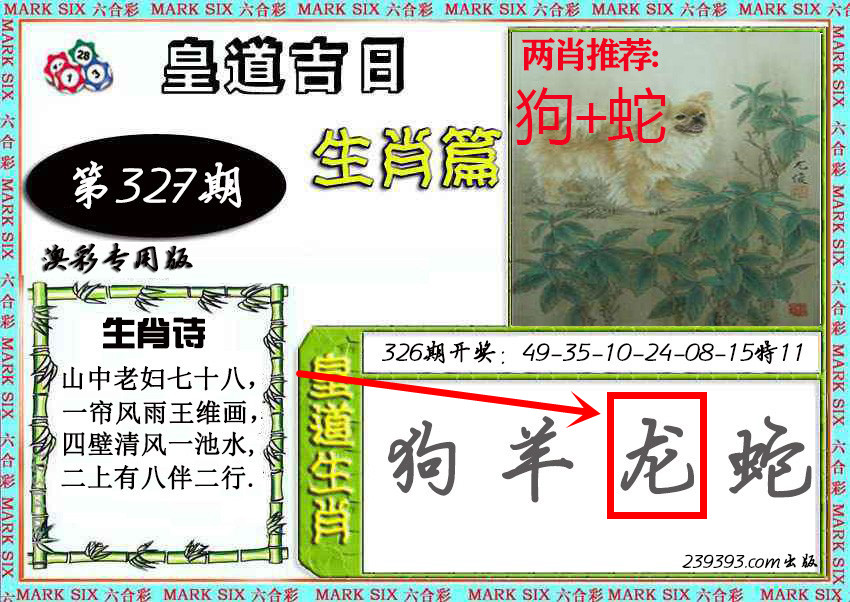 MARK SIX 六合彩 MARK SIX 六合彩 MARK SIX 六合彩 MARK SIX 六合彩 MARK SIX 六合彩 MARK SIX 六合彩
28
1
3
皇道吉日
第327期
澳彩专用版
生肖篇
两肖推荐:
狗+蛇
生肖诗
山中老妇七十八，
一帘风雨王维画，
四壁清风一池水,
二上有八伴二行.
326期开奖：49-35-10-24-08-15特11
皇道生肖
狗 羊 龙 蛇
239393.com出版
MARK SIX 六合彩 MARK SIX 六合彩 MARK SIX 六合彩 MARK SIX 六合彩 MARK SIX 六合彩